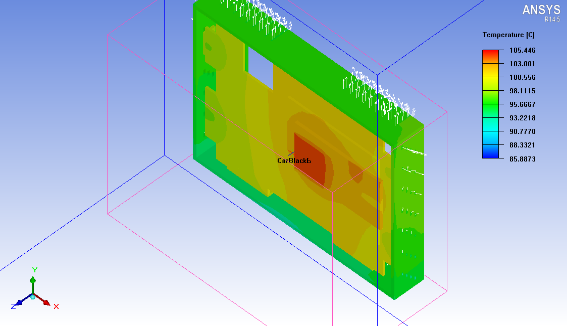 ANSYS
R14.5
Temperature [C]
105.446
103.001
100.556
98.1115
95.6667
93.2218
90.7770
88.3321
85.8873
CarBlack5
Y
Z
X